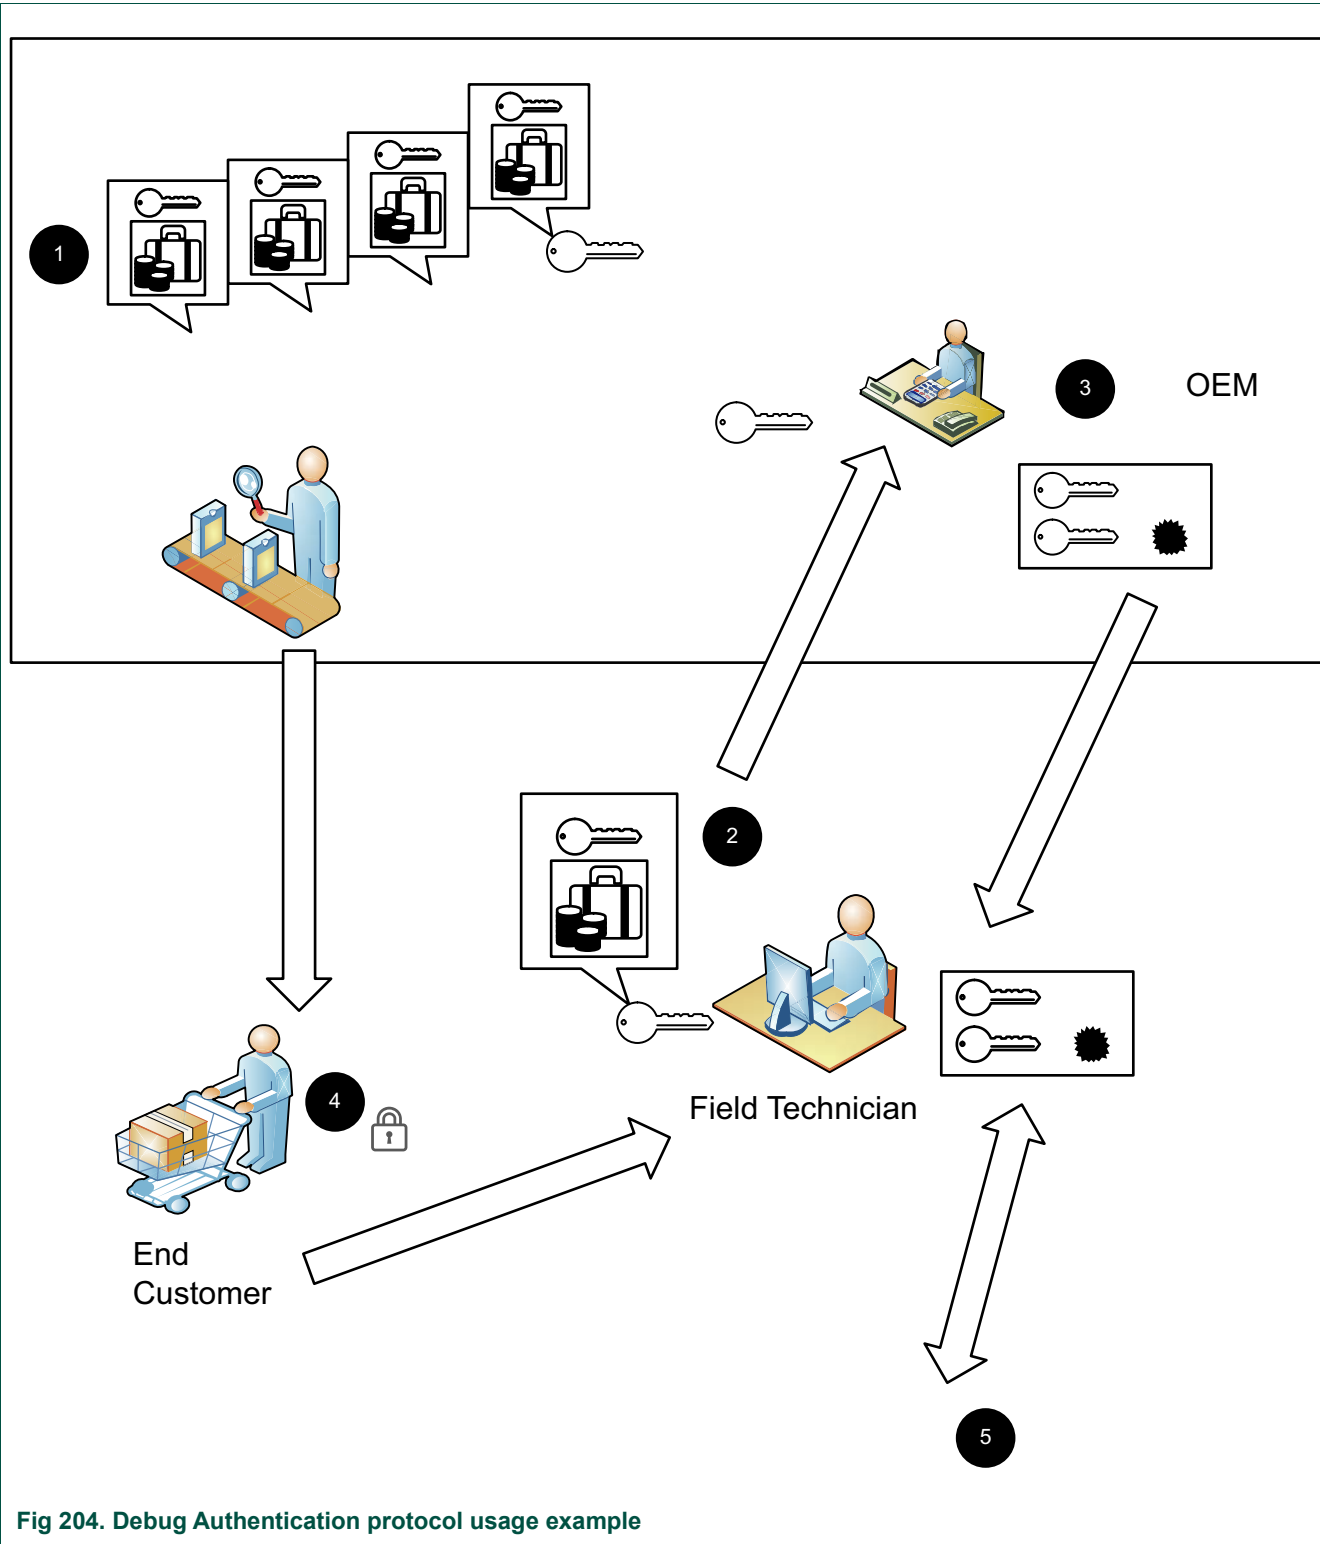 1
3
OEM
2
Field Technician
4
End
Customer
5
Fig 204. Debug Authentication protocol usage example